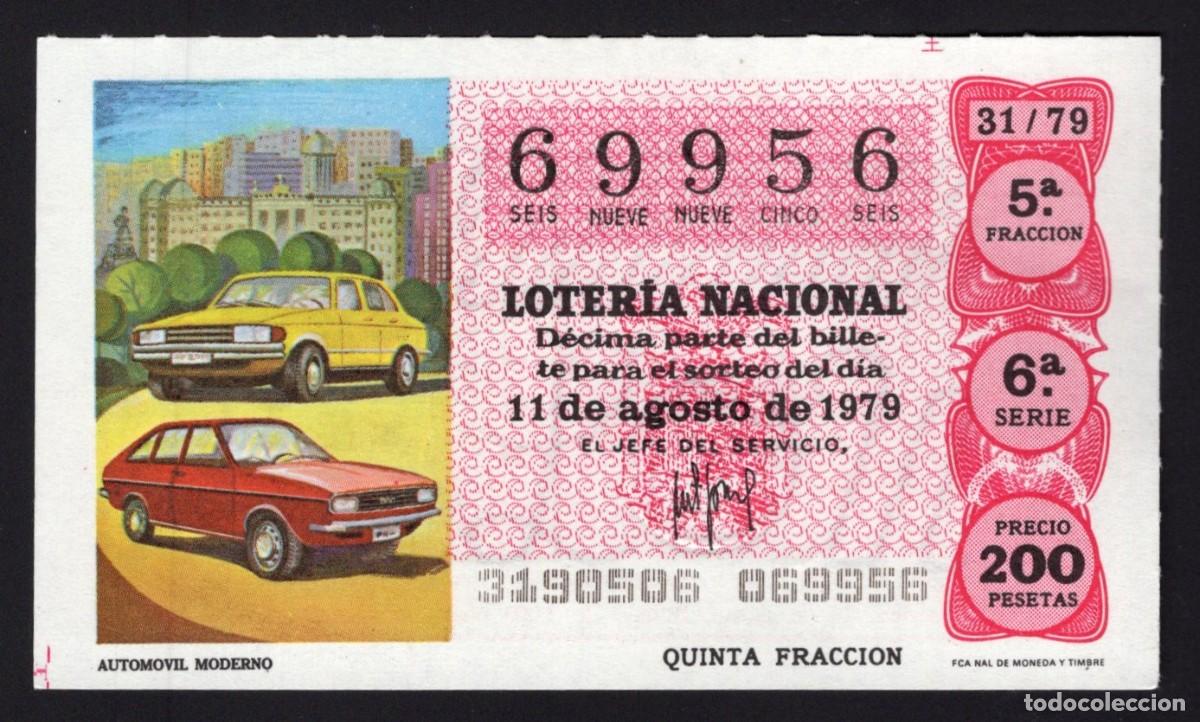 69956
SEIS NUEVE NUEVE CINCO SEIS
LOTERÍA NACIONAL
Décima parte del bille-
te para el sorteo del día
11 de agosto de 1979
EL JEFE DEL SERVICIO,
3190506 069956
31/79
5.ª
FRACCION
6.ª
SERIE
PRECIO
200
PESETAS
AUTOMOVIL MODERNO
QUINTA FRACCION
FCA NAL DE MONEDA Y TIMBRE
todocoleccion